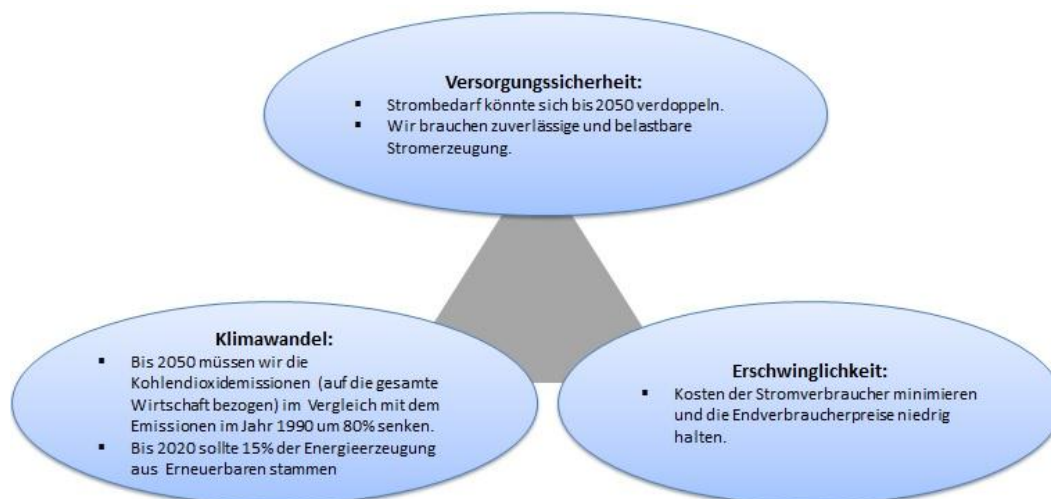 Versorgungssicherheit:
▪ Strombedarf könnte sich bis 2050 verdoppeln.
▪ Wir brauchen zuverlässige und belastbare
Stromerzeugung.
Klimawandel:
▪ Bis 2050 müssen wir die
Kohlendioxidemissionen (auf die gesamte
Wirtschaft bezogen) im Vergleich mit dem
Emissionen im Jahr 1990 um 80% senken.
▪ Bis 2020 sollte 15% der Energieerzeugung
aus Erneuerbaren stammen
Erschwinglichkeit:
▪ Kosten der Stromverbraucher minimieren
und die Endverbraucherpreise niedrig
halten.